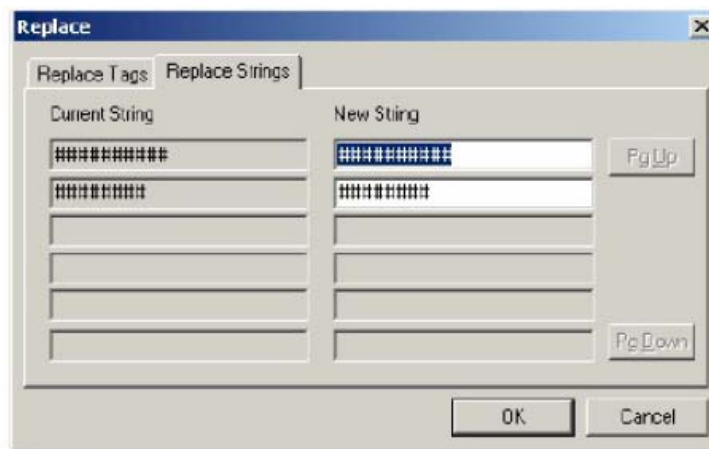 Replace
Replace Tags Replace Strings
Current String New String
########## ########## Pg Up
######## ########
Pg Down
OK Cancel